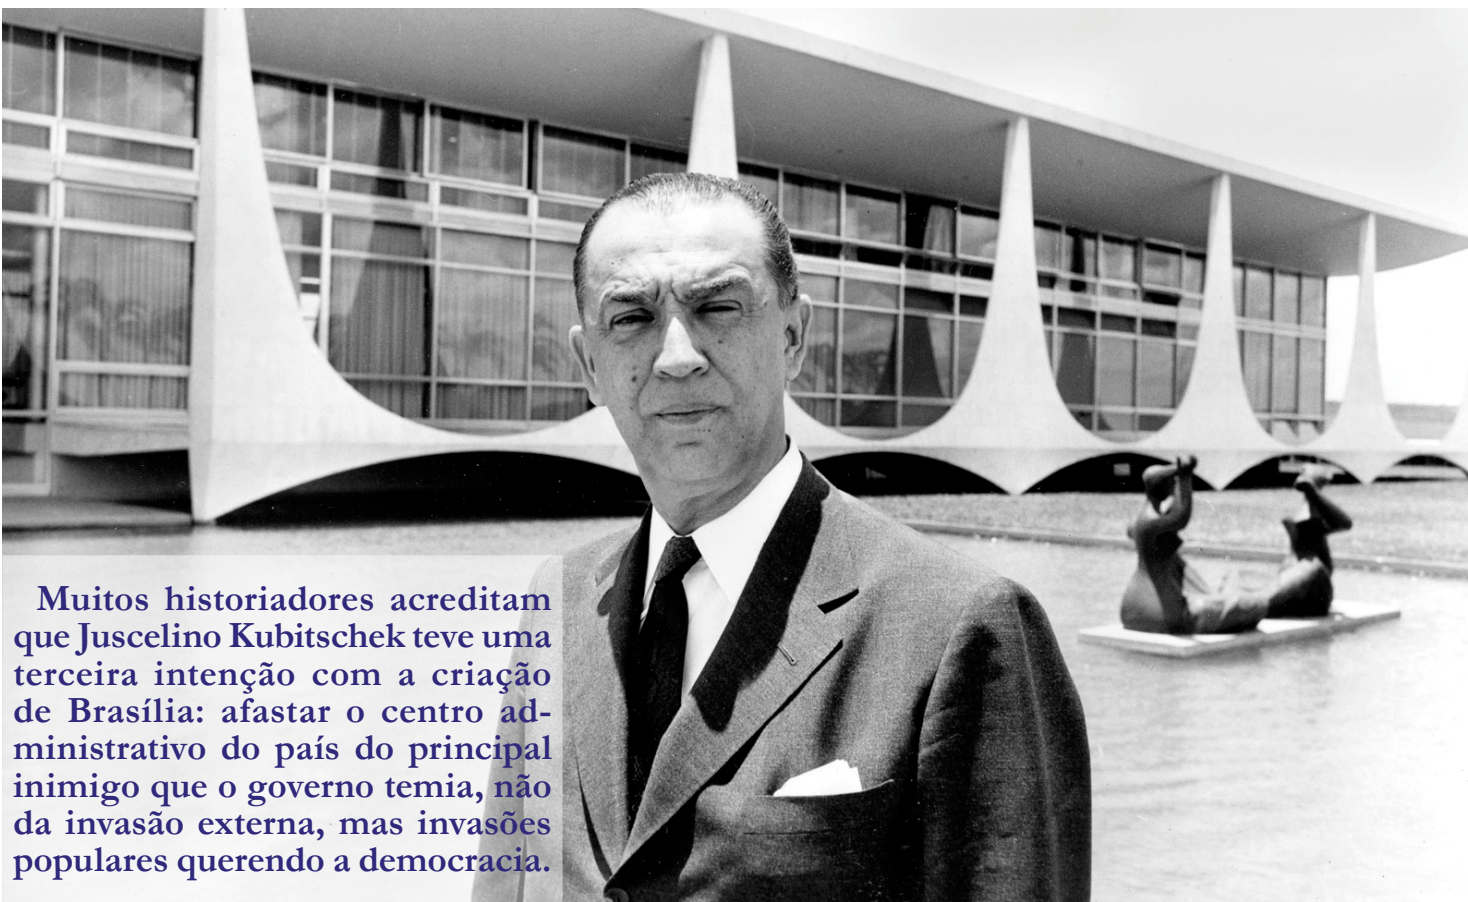 Muitos historiadores acreditam
que Juscelino Kubitschek teve uma
terceira intenção com a criação
de Brasília: afastar o centro ad-
ministrativo do país do principal
inimigo que o governo temia, não
da invasão externa, mas invasões
populares querendo a democracia.